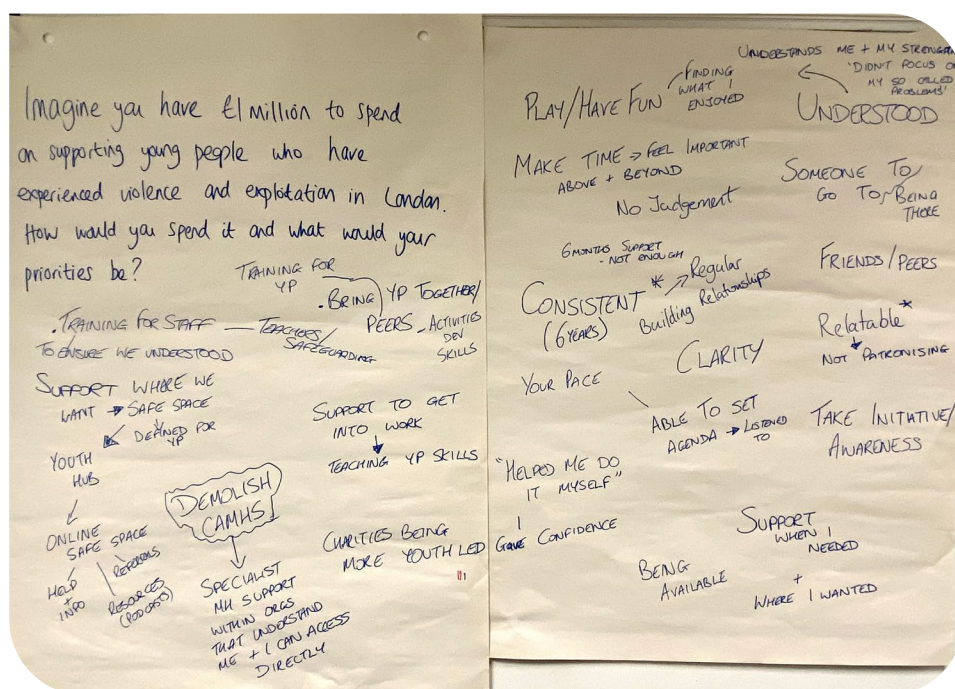 Imagine you have £1 Million to spend
on supporting young people who have
experienced violence and exploitation in London.
How would you spend it and what would your
priorities be?
TRAINING FOR
YP
. BRING YP TOGETHER/
PEERS - ACTIVITIES
DEV
SKILLS
. TRAINING FOR STAFF — TEACHERS/
SAFEGUARDING
TO ENSURE WE UNDERSTOOD
SUPPORT WHERE WE
WANT → SAFE SPACE
DEFINED FOR
YP
YOUTH
HUB
ONLINE
SAFE SPACE
HELP
+
INFO
REFERRALS
RESOURCES
(PODCASTS)
DEMOLISH
CAMHS
SPECIALIST
MH SUPPORT
WITHIN ORGS
THAT UNDERSTAND
ME + I CAN ACCESS
DIRECTLY
SUPPORT TO GET
INTO WORK
TEACHING YP SKILLS
CHARITIES BEING
MORE YOUTH LED
PLAY/HAVE FUN
FINDING
WHAT I
ENJOYED
UNDERSTANDS ME + MY
'DIDN'T FOCUS
MY SO CALLED
PROBLEMS'
UNDERSTOOD
MAKE TIME → FEEL IMPORTANT
ABOVE + BEYOND
No Judgement
SOMEONE TO
GO TO/BEING
THERE
6 MONTHS SUPPORT
- NOT ENOUGH
CONSISTENT *
(6 YEARS)
Regular
Building Relationships
FRIENDS/PEERS
Relatable *
NOT PATRONISING
CLARITY
YOUR PACE
ABLE TO SET
AGENDA → LISTENED
TO
TAKE INITIATIVE/
AWARENESS
"HELPED ME DO
IT MYSELF"
Gave CONFIDENCE
SUPPORT
WHEN I
NEEDED
+
WHERE I WANTED
BEING
AVAILABLE